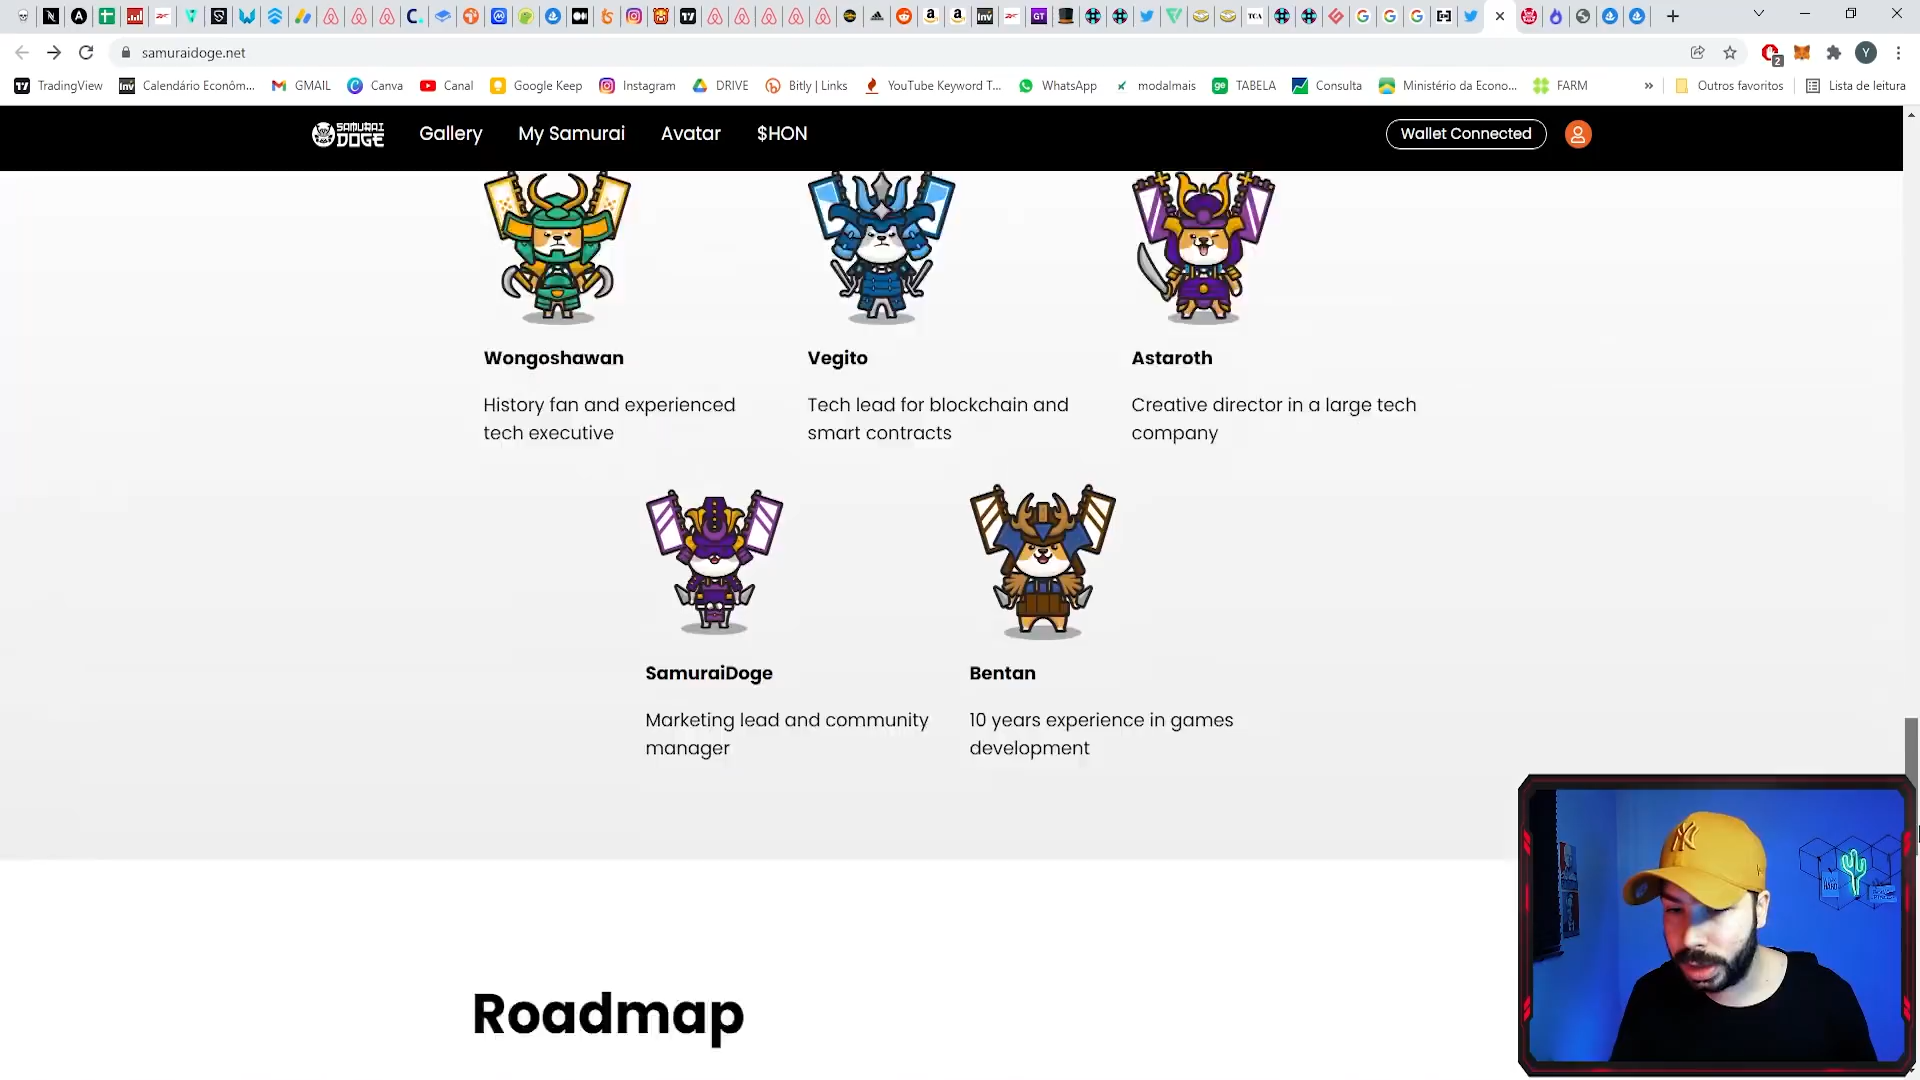 samuraidoge.net
TradingView
Calendário Econôm...
GMAIL
Canva
Canal
Google Keep
Instagram
DRIVE
Bitly | Links
YouTube Keyword T...
WhatsApp
modalmais
TABELA
Consulta
Ministério da Econo...
FARM
»
Outros favoritos
Lista de leitura
SAMURAI
DOGE
Gallery
My Samurai
Avatar
$HON
Wallet Connected
Wongoshawan
History fan and experienced
tech executive
Vegito
Tech lead for blockchain and
smart contracts
Astaroth
Creative director in a large tech
company
SamuraiDoge
Marketing lead and community
manager
Bentan
10 years experience in games
development
Roadmap